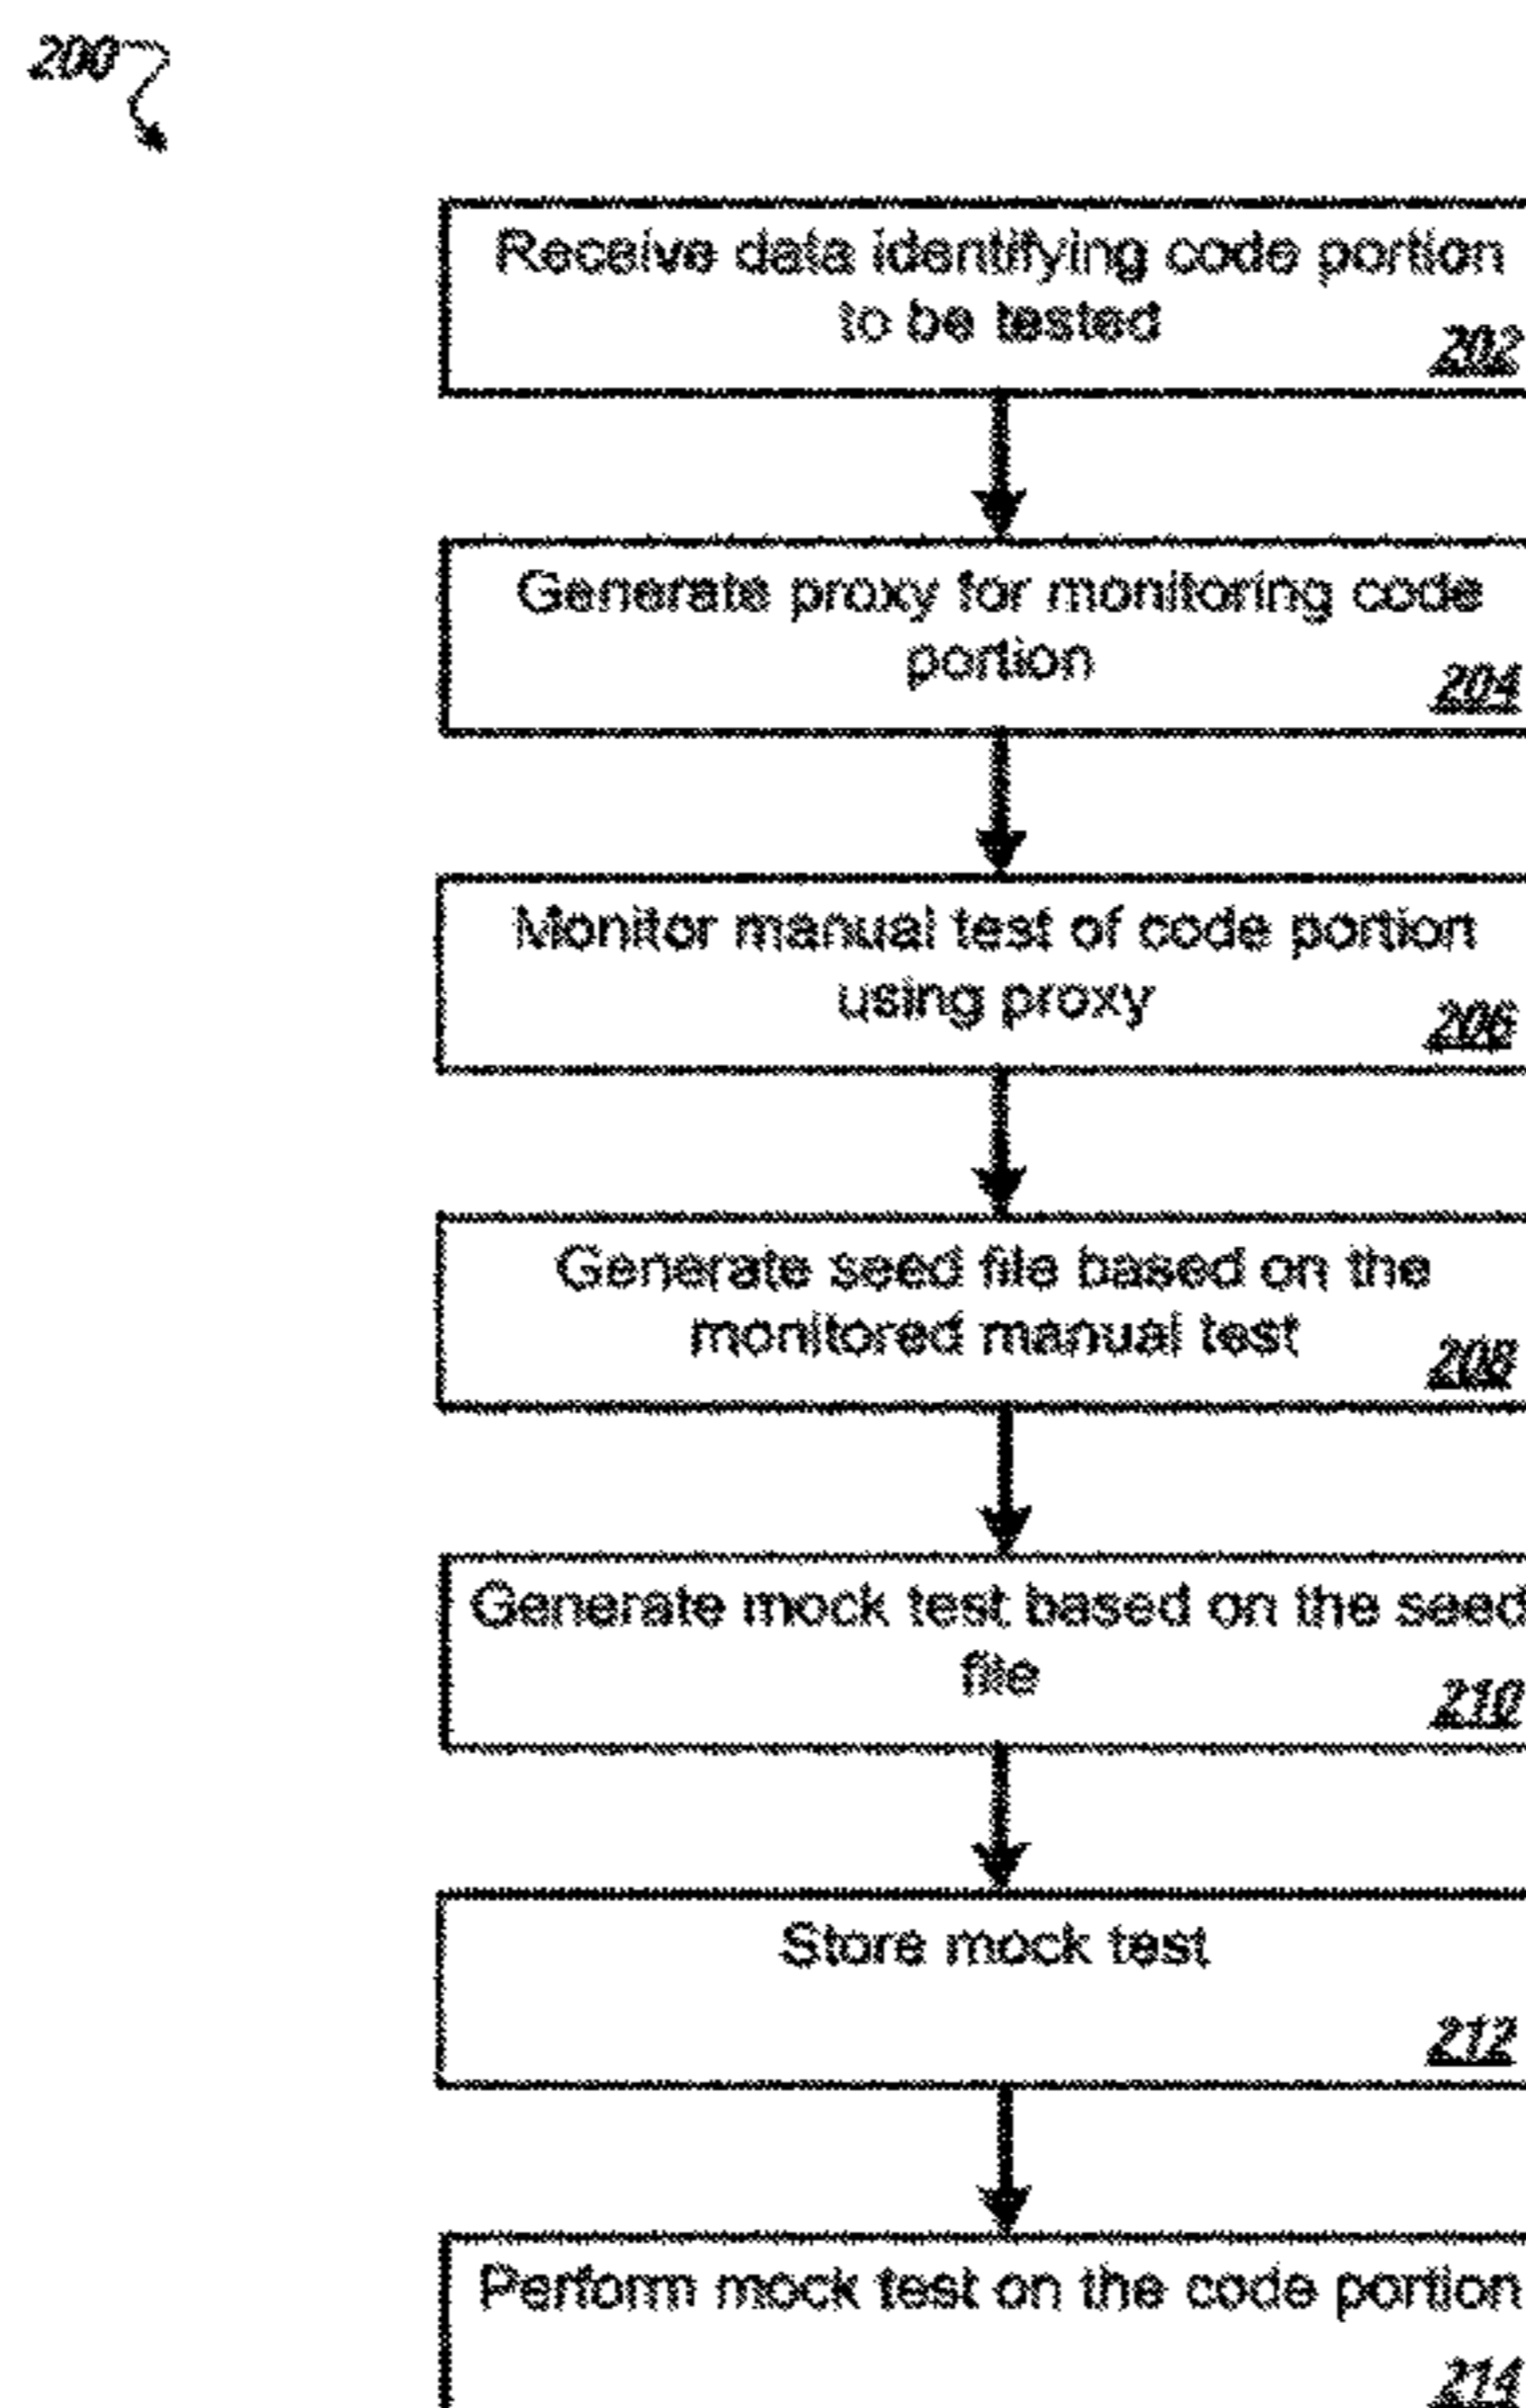 200
Receive data identifying code portion
to be tested
202
Generate proxy for monitoring code
portion
204
Monitor manual test of code portion
using proxy
206
Generate seed file based on the
monitored manual test
208
Generate mock test based on the seed
file
210
Store mock test
212
Perform mock test on the code portion
214